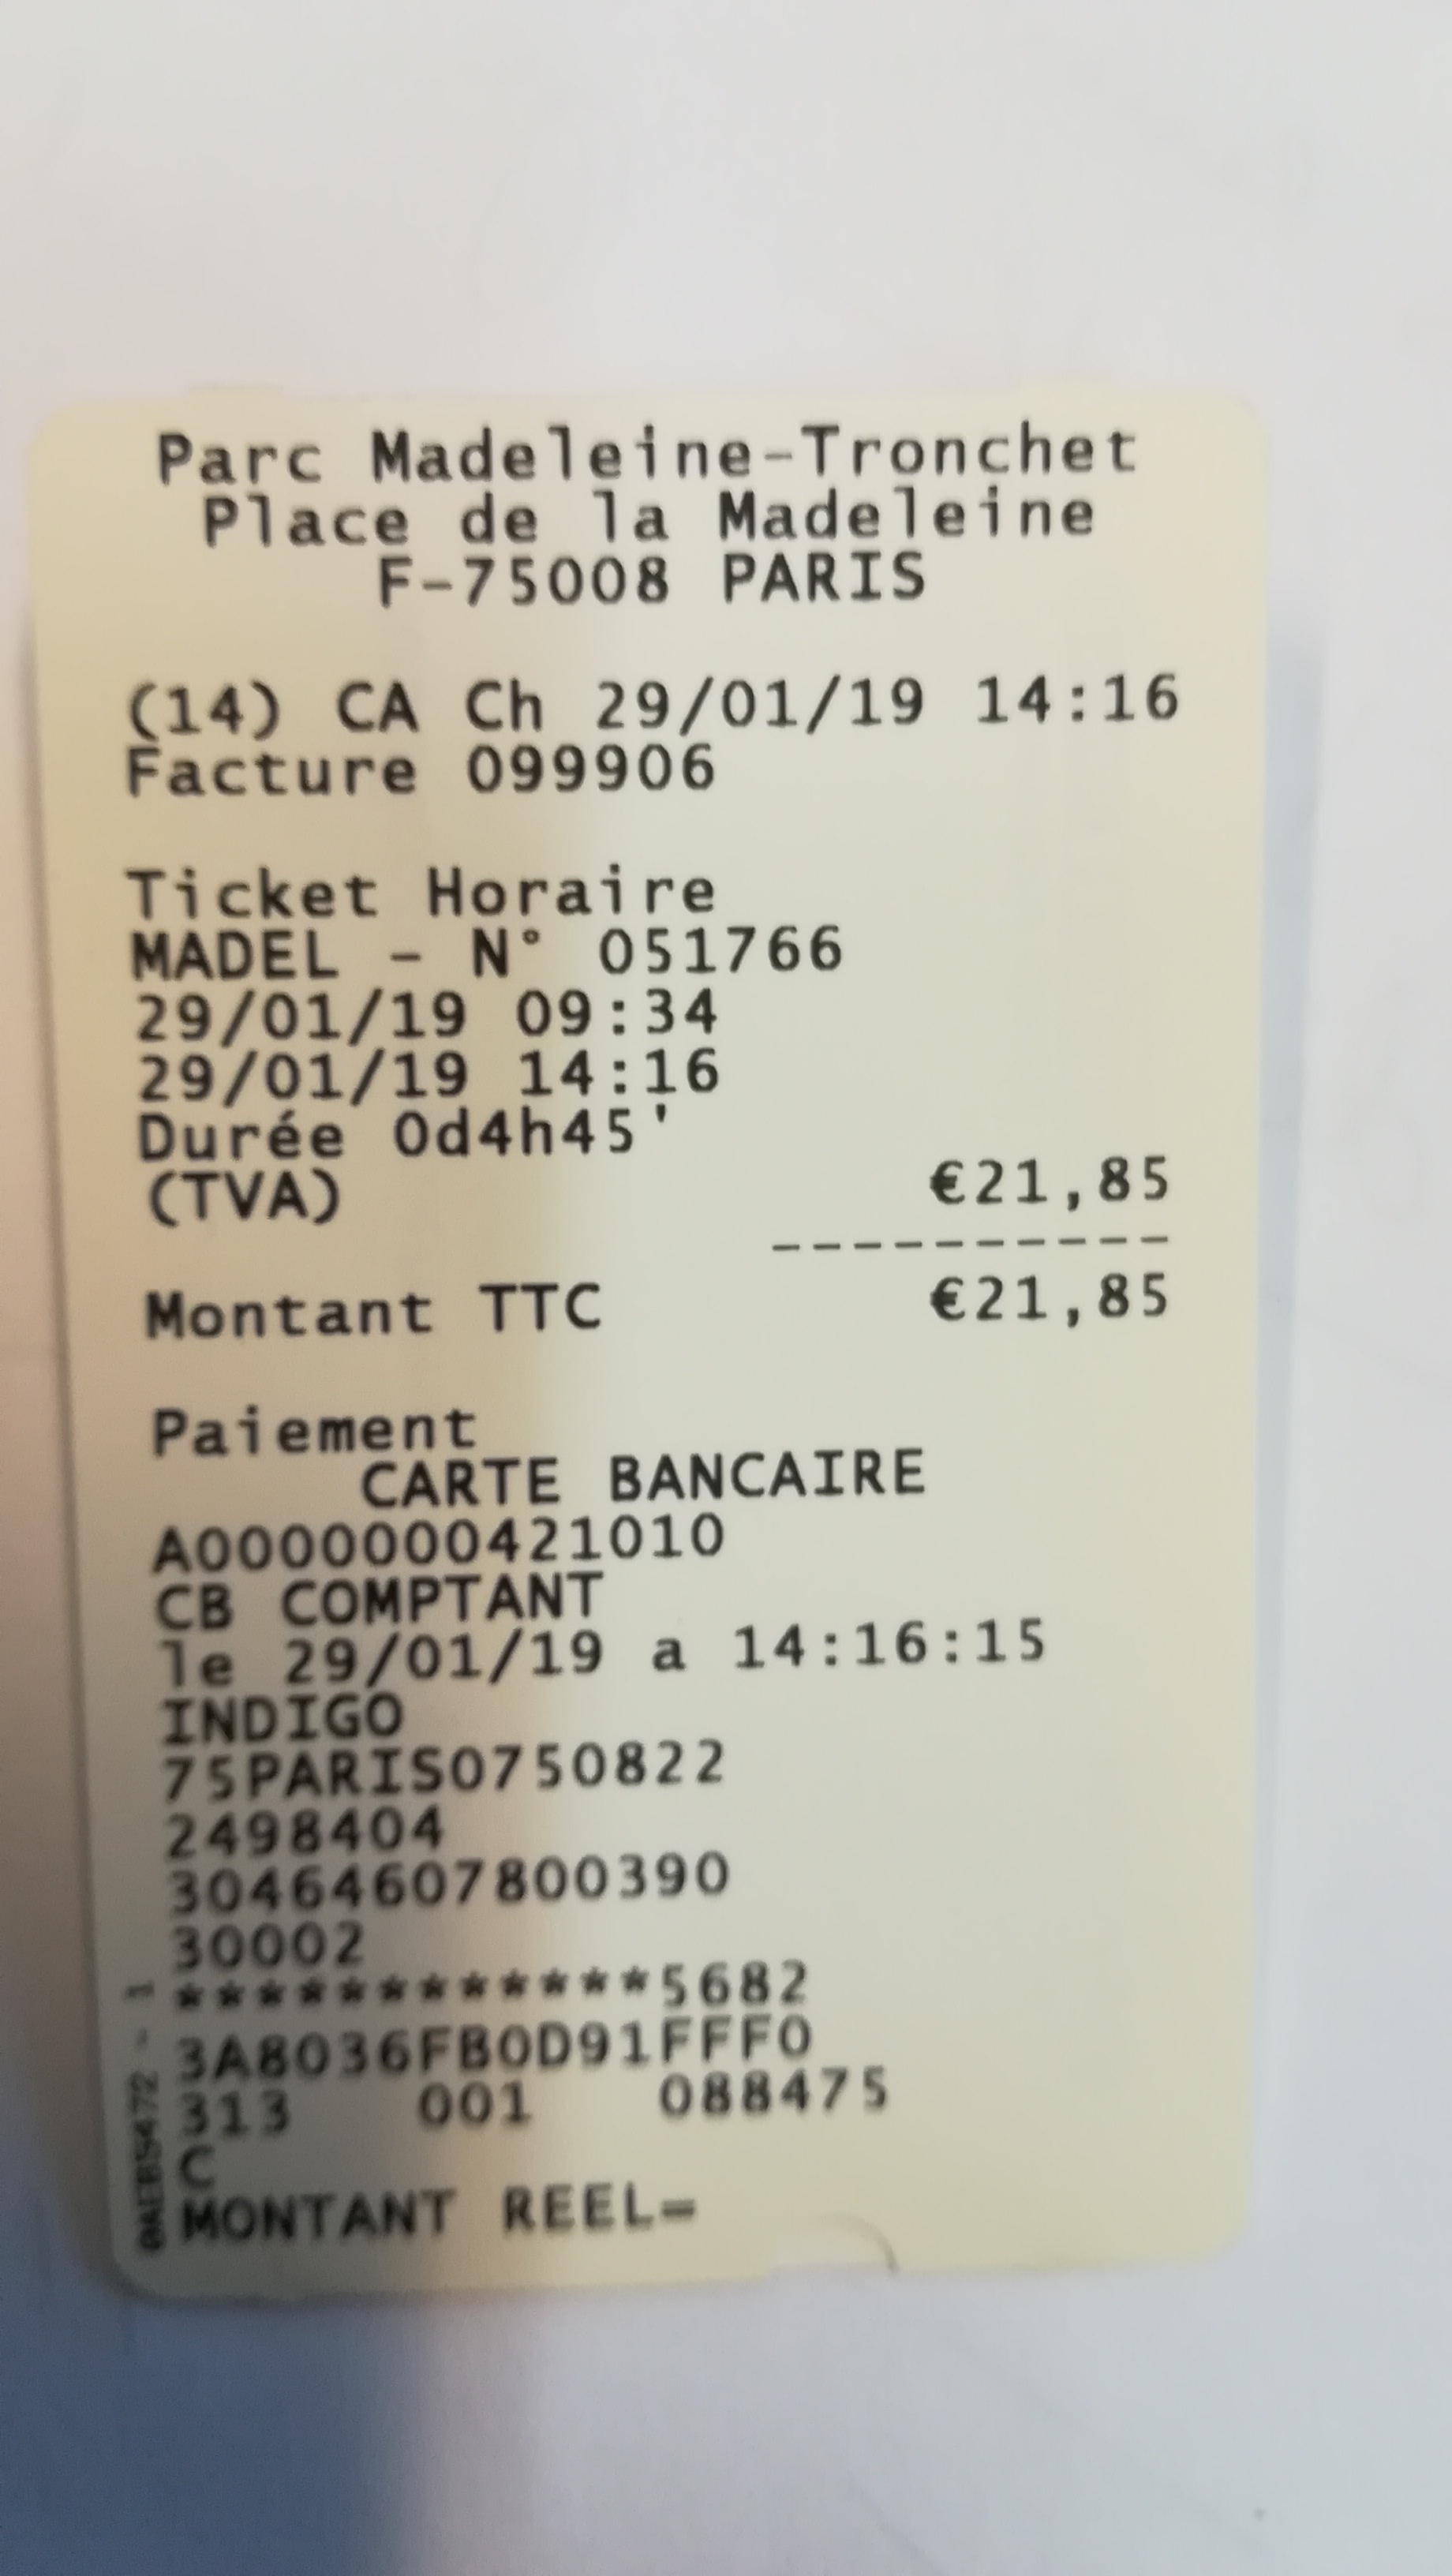 Parc Madeleine-Tronchet
Place de la Madeleine
F-75008 PARIS
(14) CA Ch 29/01/19 14:16
Facture 099906
Ticket Horaire
MADEL - N° 051766
29/01/19 09:34
29/01/19 14:16
Durée 0d4h45'
(TVA) €21,85
----------
Montant TTC €21,85
Paiement
CARTE BANCAIRE
A0000000421010
CB COMPTANT
le 29/01/19 a 14:16:15
INDIGO
75PARIS0750822
2498404
30464607800390
30002
************5682
3A8036FB0D91FFF0
313 001 088475
C
MONTANT REEL=